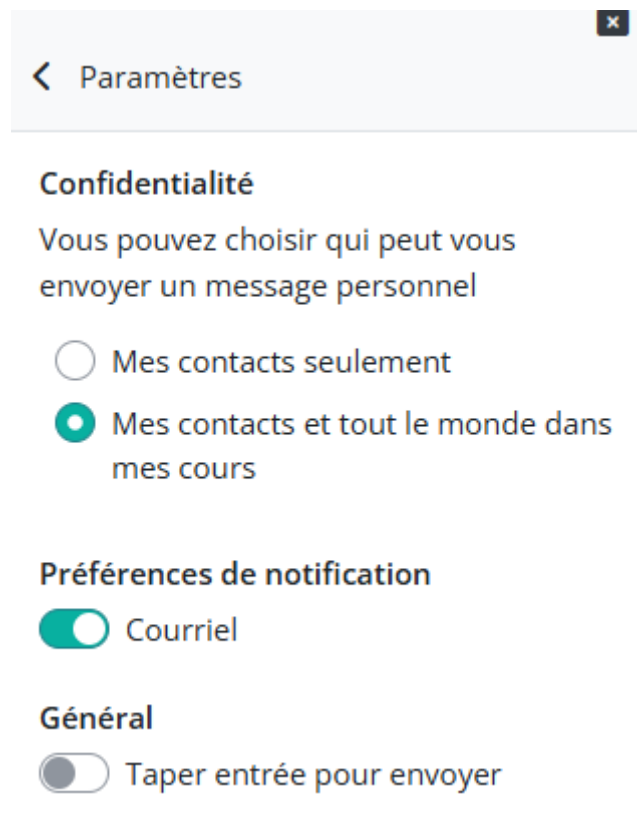 Paramètres
Confidentialité
Vous pouvez choisir qui peut vous
envoyer un message personnel
Mes contacts seulement
Mes contacts et tout le monde dans
mes cours
Préférences de notification
Courriel
Général
Taper entrée pour envoyer